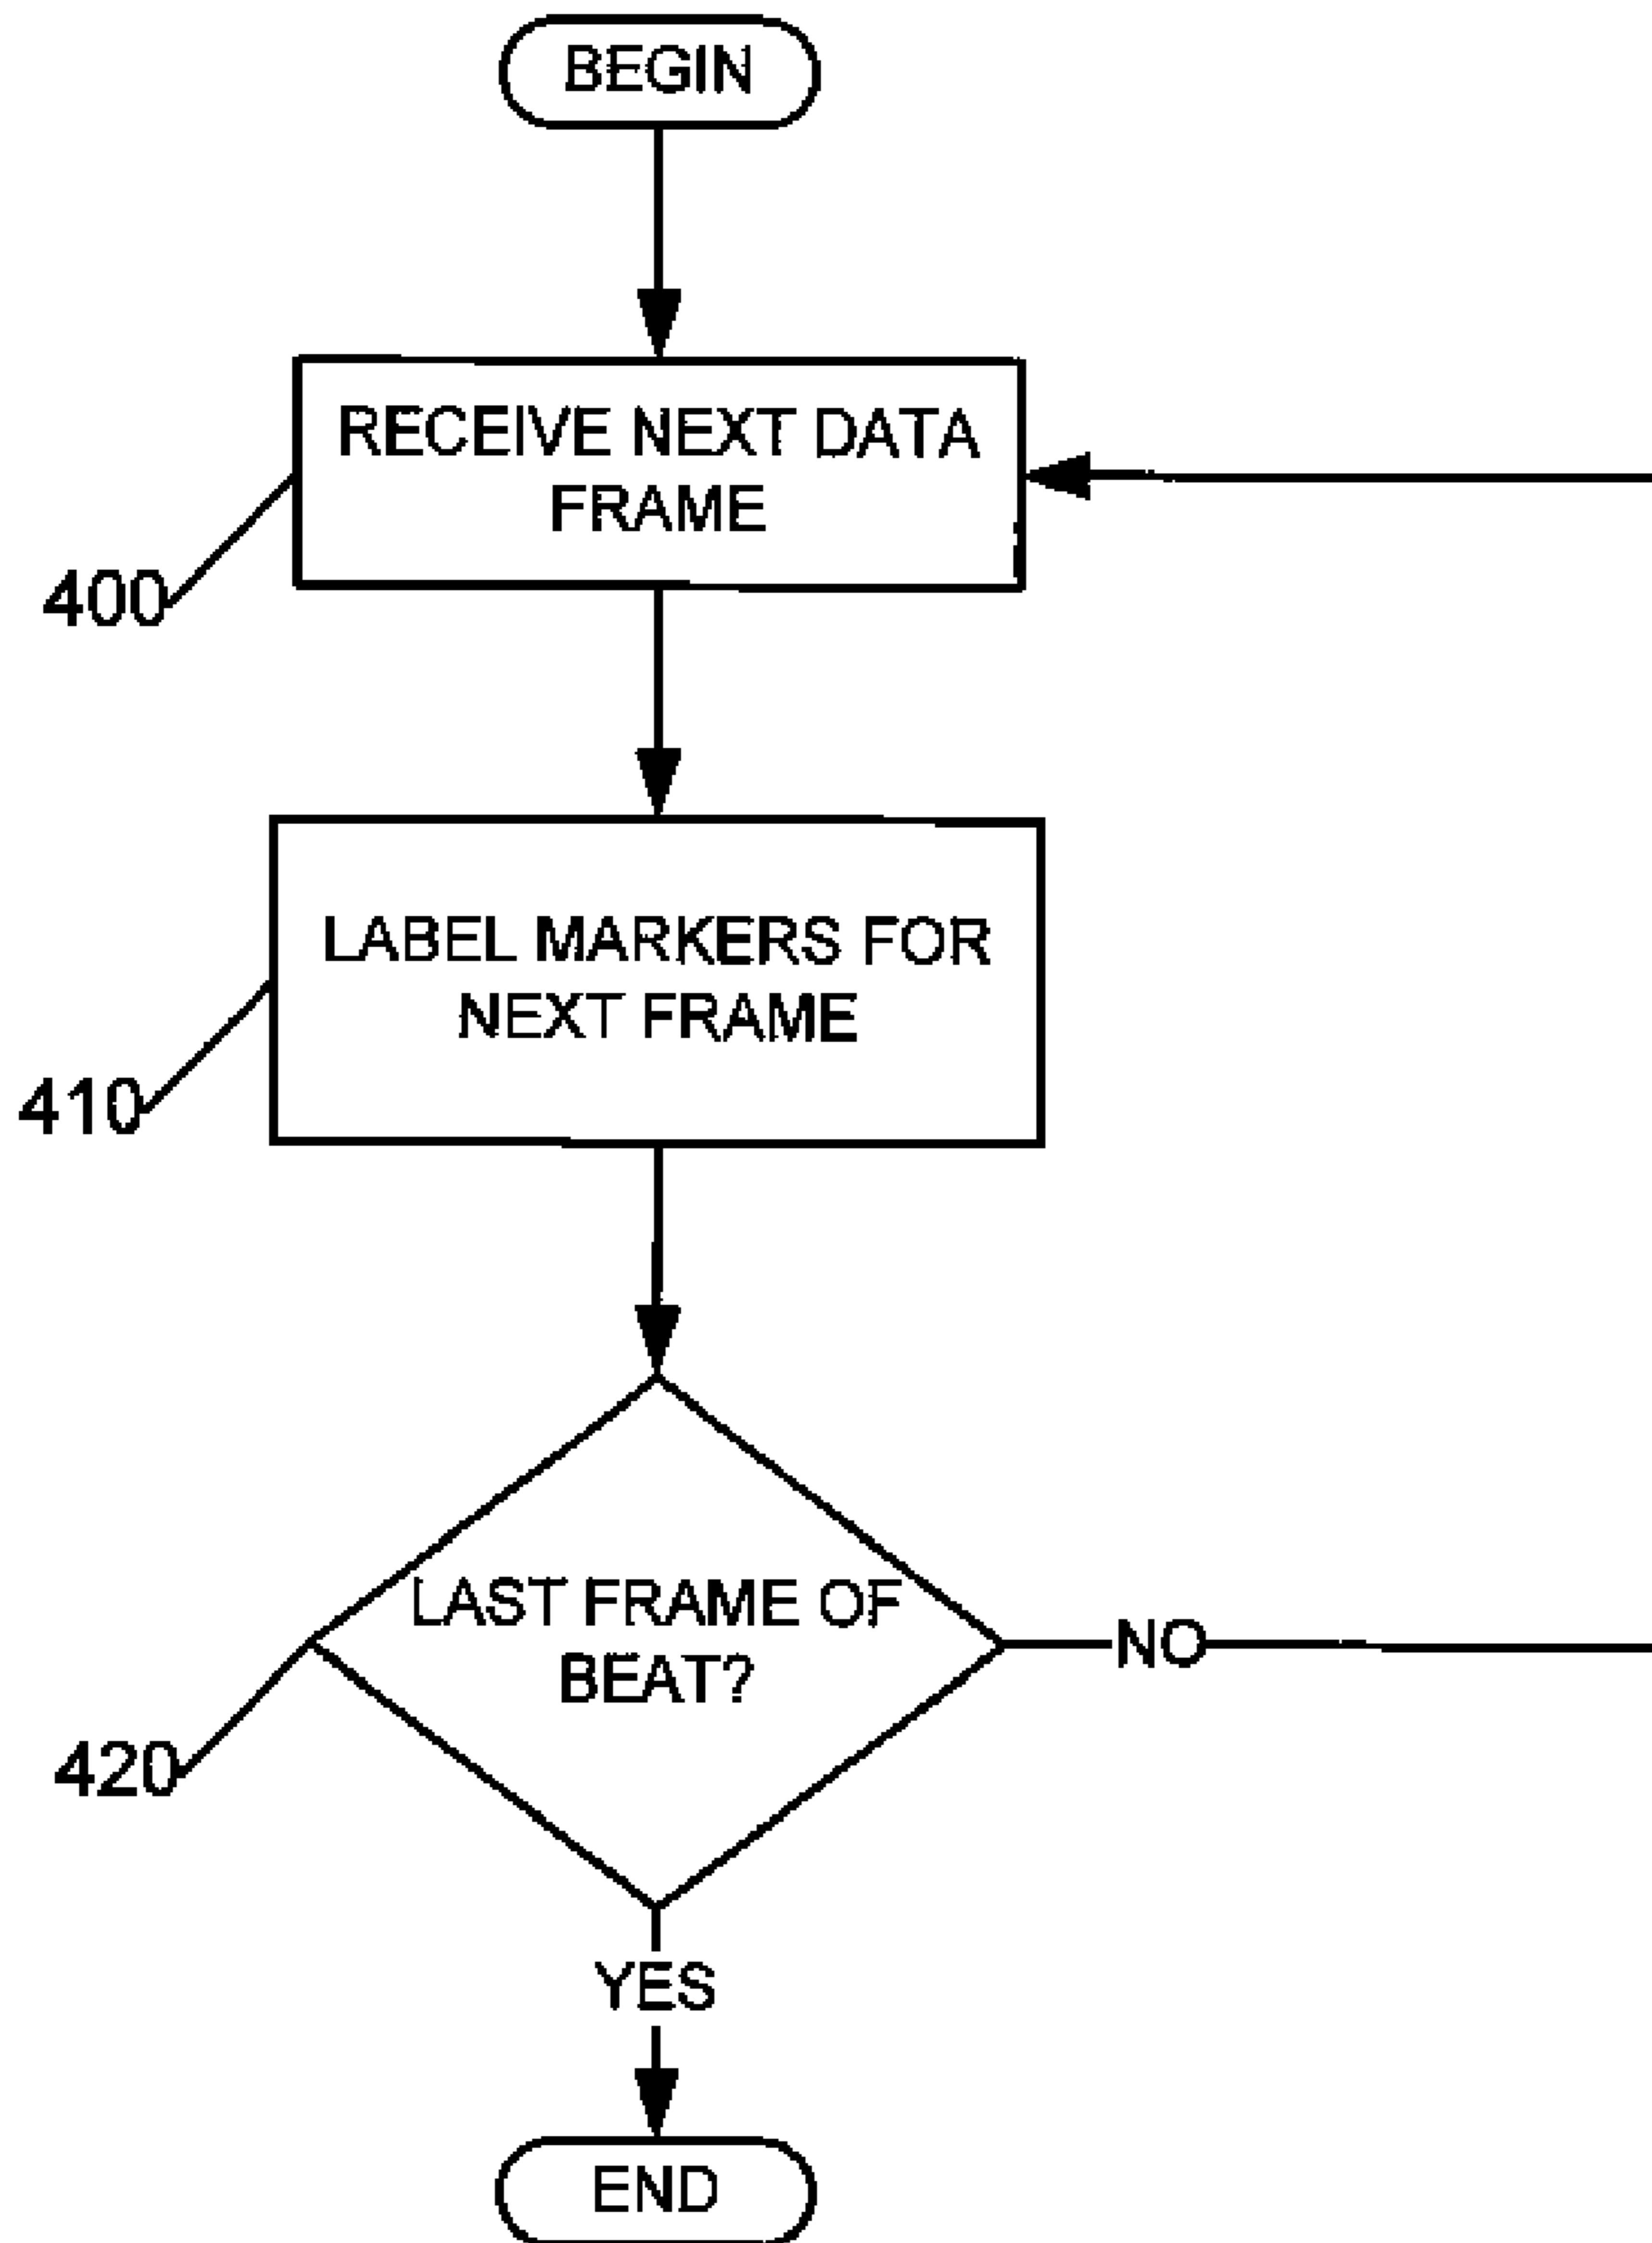 BEGIN
RECEIVE NEXT DATA
FRAME
400
LABEL MARKERS FOR
NEXT FRAME
410
LAST FRAME OF
BEAT?
NO
420
YES
END